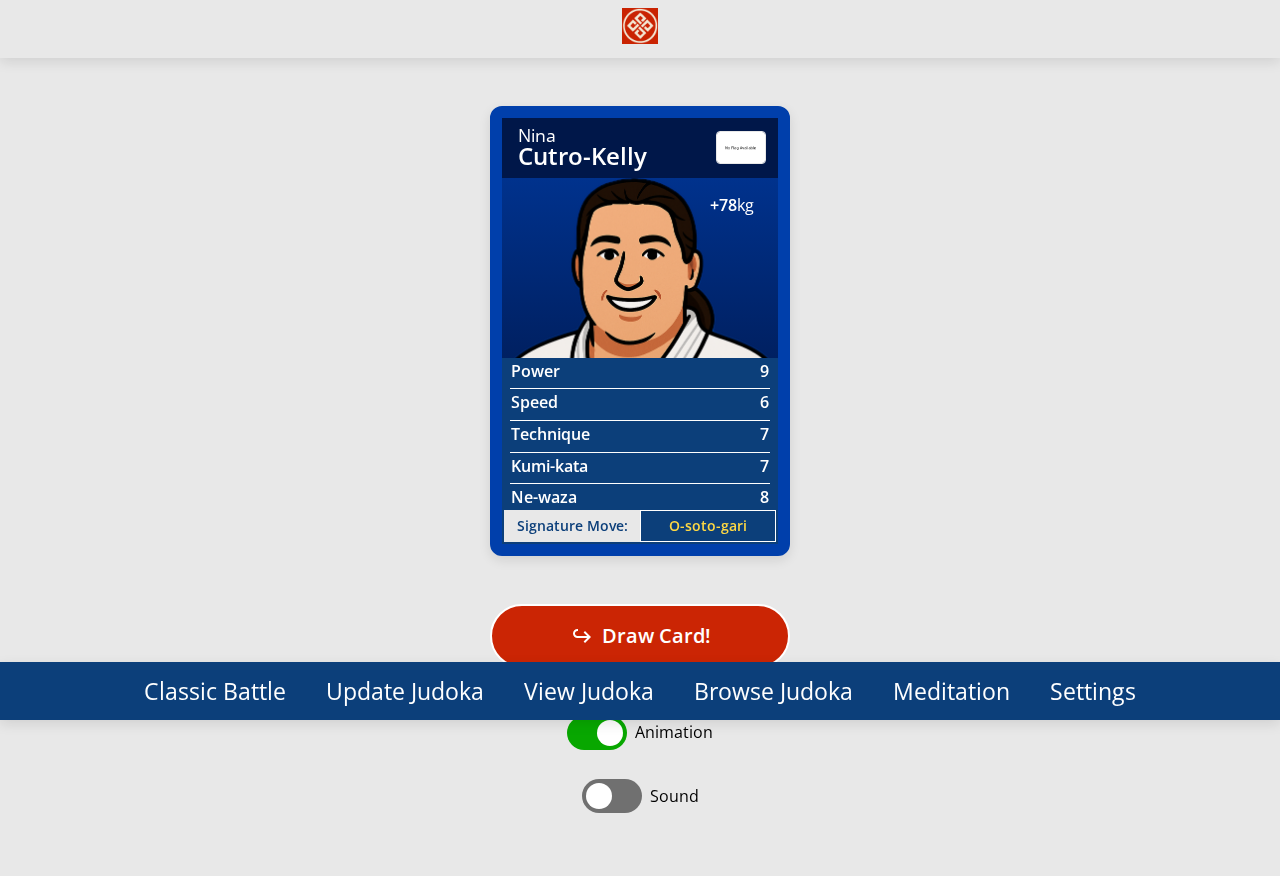 Nina
Cutro-Kelly
No Flag Available
+78kg
Power 9
Speed 6
Technique 7
Kumi-kata 7
Ne-waza 8
Signature Move: O-soto-gari
Draw Card!
Classic Battle Update Judoka View Judoka Browse Judoka Meditation Settings
Animation
Sound